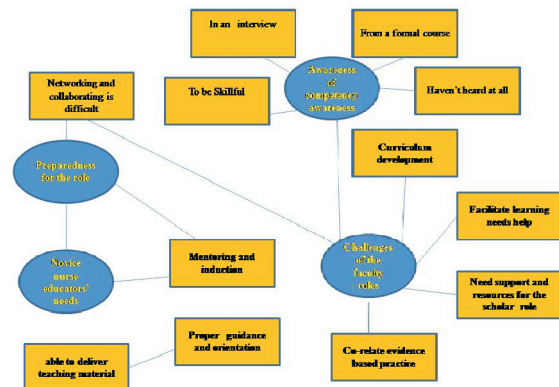 In an interview
From a formal course
Awareness
of
competency
awareness
To be Skillful
Haven't heard at all
Networking and
collaborating is
difficult
Curriculum
development
Preparedness
for the role
Facilitate learning
needs help
Mentoring and
induction
Challenges
of the
faculty
roles
Novice
nurse
educators'
needs
Need support and
resources for the
scholar role
Proper guidance
and orientation
able to deliver
teaching material
Co-relate evidence
based practice